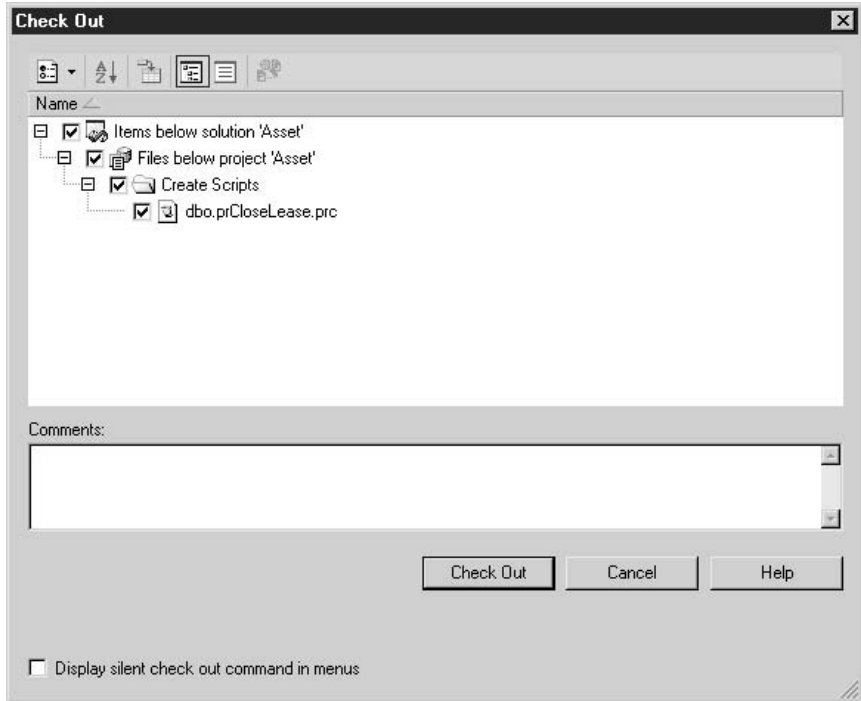 Check Out
Name
Items below solution 'Asset'
Files below project 'Asset'
Create Scripts
dbo.prCloseLease.prc
Comments:
Check Out Cancel Help
Display silent check out command in menus